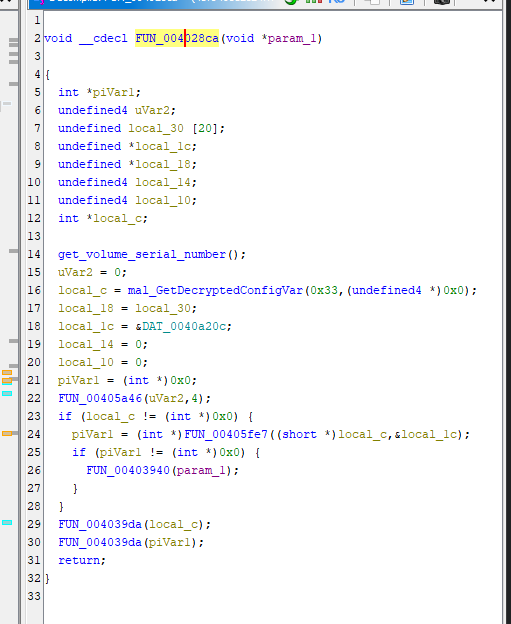 1
2 void __cdecl FUN_004028ca(void *param_1)
3
4 {
5 int *piVar1;
6 undefined4 uVar2;
7 undefined local_30 [20];
8 undefined *local_1c;
9 undefined *local_18;
10 undefined4 local_14;
11 undefined4 local_10;
12 int *local_c;
13
14 get_volume_serial_number();
15 uVar2 = 0;
16 local_c = mal_GetDecryptedConfigVar(0x33,(undefined4 *)0x0);
17 local_18 = local_30;
18 local_1c = &DAT_0040a20c;
19 local_14 = 0;
20 local_10 = 0;
21 piVar1 = (int *)0x0;
22 FUN_00405a46(uVar2,4);
23 if (local_c != (int *)0x0) {
24 piVar1 = (int *)FUN_00405fe7((short *)local_c,&local_1c);
25 if (piVar1 != (int *)0x0) {
26 FUN_00403940(param_1);
27 }
28 }
29 FUN_004039da(local_c);
30 FUN_004039da(piVar1);
31 return;
32 }
33